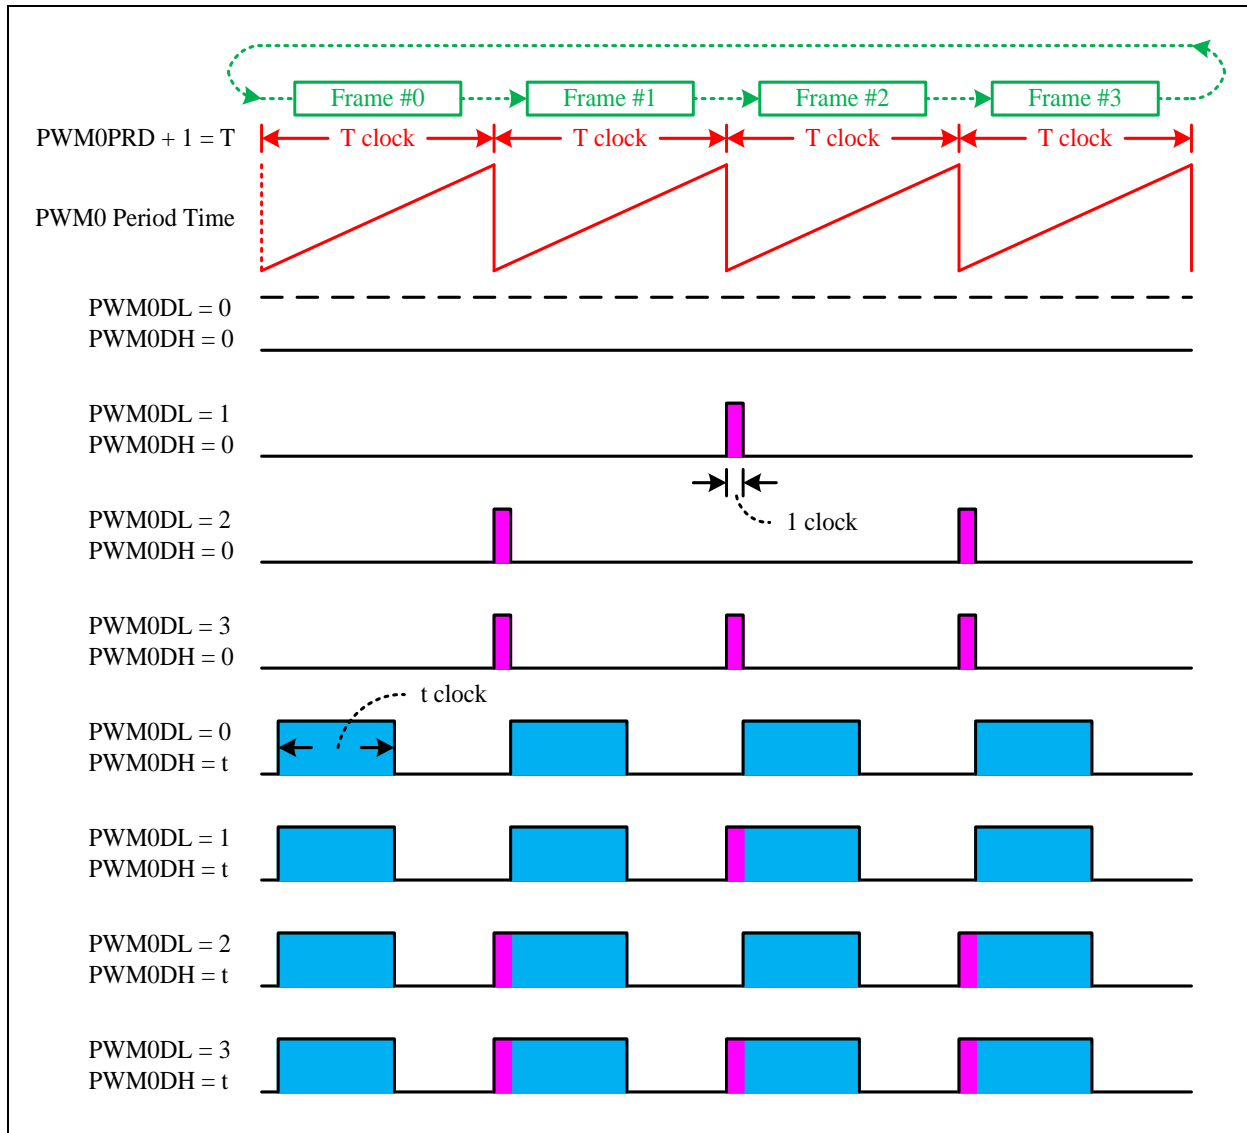 Frame #0 Frame #1 Frame #2 Frame #3
PWM0PRD + 1 = T T clock T clock T clock T clock
PWM0 Period Time
PWM0DL = 0
PWM0DH = 0
PWM0DL = 1
PWM0DH = 0
PWM0DL = 2
PWM0DH = 0
1 clock
PWM0DL = 3
PWM0DH = 0
t clock
PWM0DL = 0
PWM0DH = t
PWM0DL = 1
PWM0DH = t
PWM0DL = 2
PWM0DH = t
PWM0DL = 3
PWM0DH = t